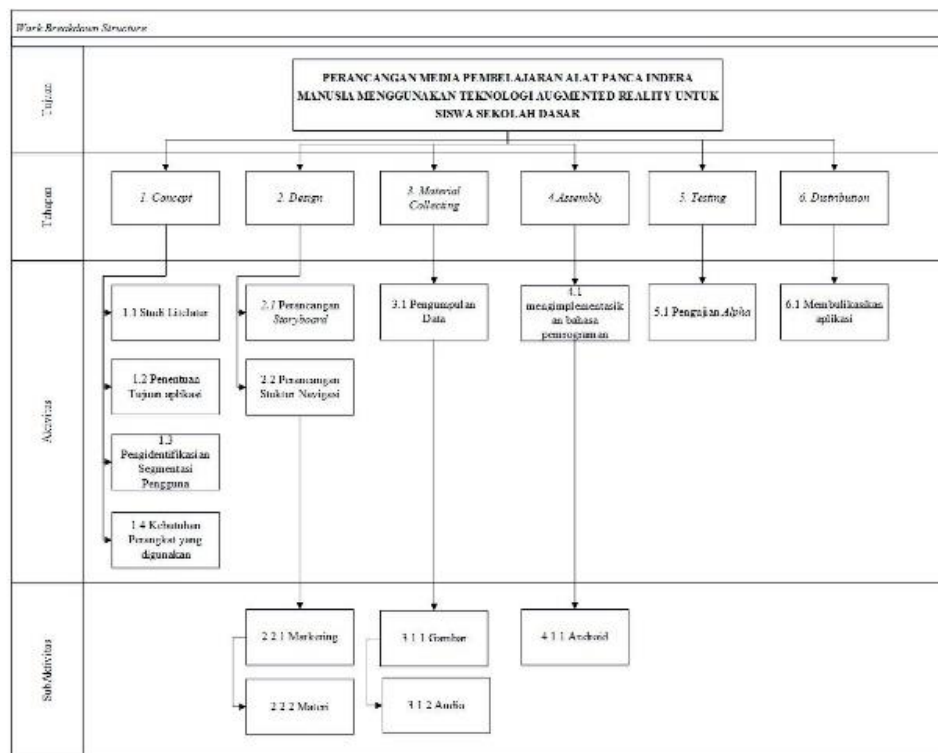 Work Breakdown Structure
Tujuan
PERANCANGAN MEDIA PEMBELAJARAN ALAT PANCA INDERA
MANUSIA MENGGUNAKAN TEKNOLOGI AUGMENTED REALITY UNTUK
SISWA SEKOLAH DASAR
Tahapan
1. Concept
2. Design
3. Material
Collecting
4.Assembly
5. Testing
6. Distribution
Aktivitas
1.1 Studi Litelatur
1.2 Penentuan
Tujuan aplikasi
1.3
Pengidentifikasian
Segmentasi
Pengguna
1.4 Kebutuhan
Perangkat yang
digunakan
2.1 Perancangan
Storyboard
2.2 Perancangan
Stuktur Navigasi
3.1 Pengumpulan
Data
4.1
mengimplementasik
an bahasa
pemrograman
5.1 Pengujian Alpha
6.1 Membulikasikan
aplikasi
SubAktivitas
2.2.1 Markering
2.2.2 Materi
3.1.1 Gambar
3.1.2 Audio
4.1.1 Android